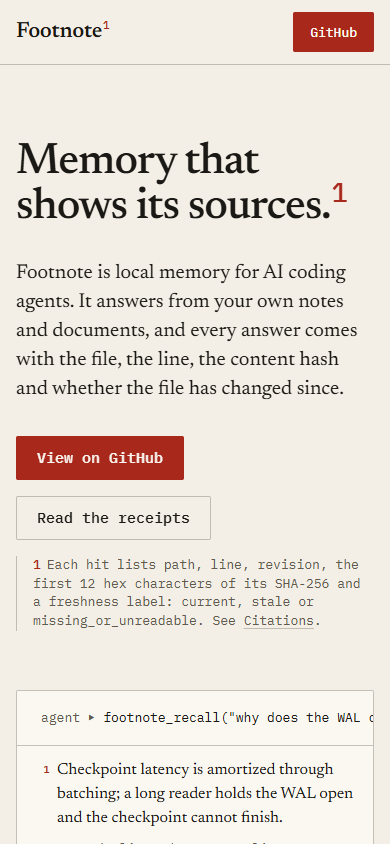 Footnote1
GitHub
Memory that
shows its sources.1
Footnote is local memory for AI coding
agents. It answers from your own notes
and documents, and every answer comes
with the file, the line, the content hash
and whether the file has changed since.
View on GitHub
Read the receipts
1 Each hit lists path, line, revision, the
first 12 hex characters of its SHA-256 and
a freshness label: current, stale or
missing_or_unreadable. See Citations.
agent ▸ footnote_recall("why does the WAL
1 Checkpoint latency is amortized through
batching; a long reader holds the WAL open
and the checkpoint cannot finish.